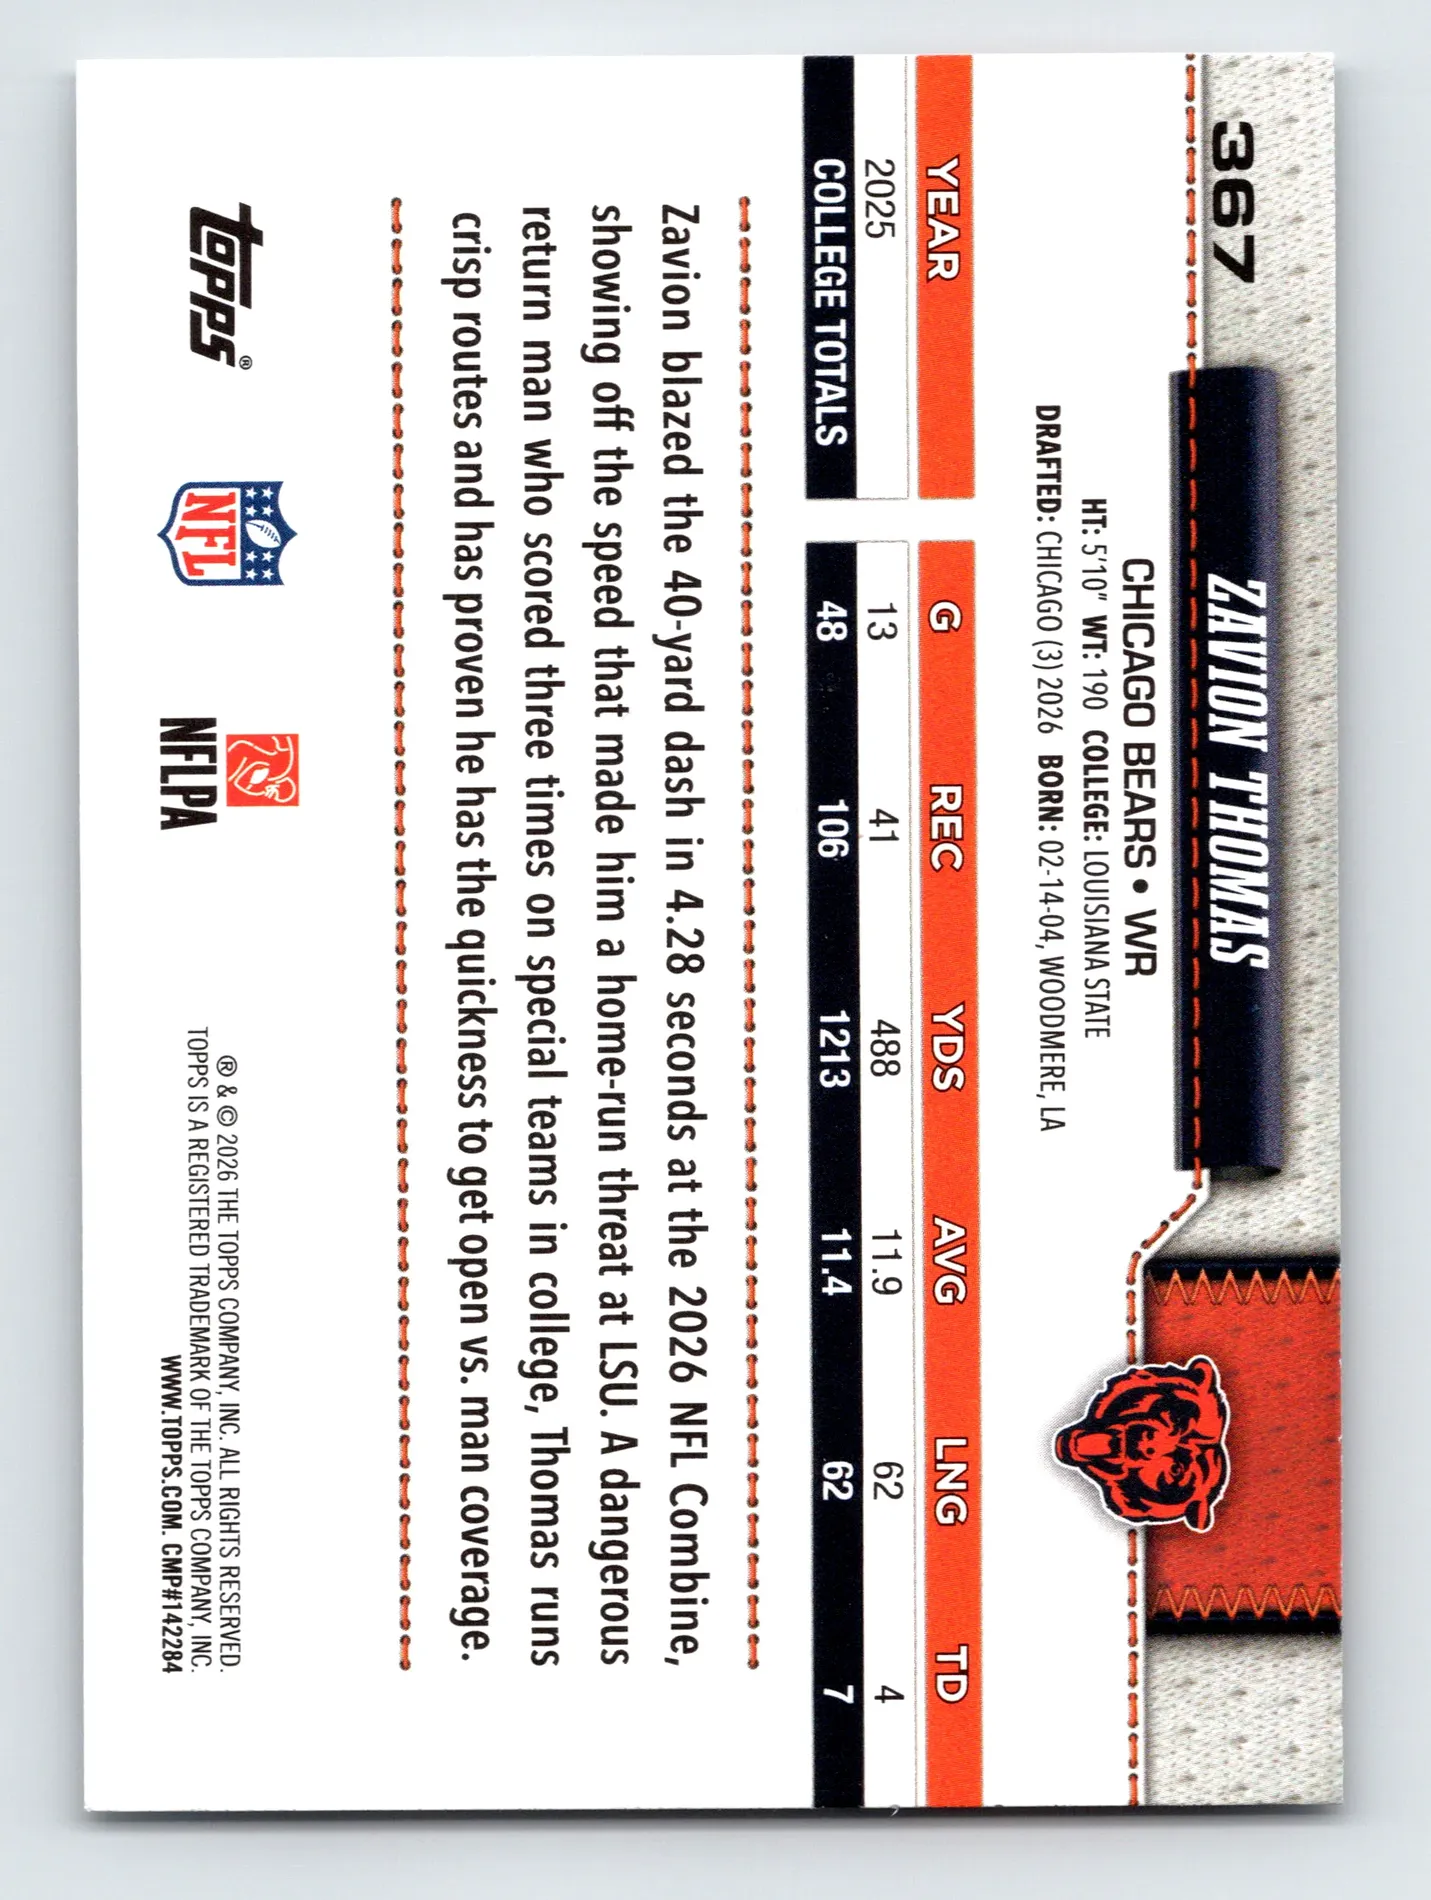 367
ZAVION THOMAS
CHICAGO BEARS • WR
HT: 5'10" WT: 190 COLLEGE: LOUISIANA STATE
DRAFTED: CHICAGO (3) 2026 BORN: 02-14-04, WOODMERE, LA
YEAR G REC YDS AVG LNG TD
2025 13 41 488 11.9 62 4
COLLEGE TOTALS 48 106 1213 11.4 62 7
Zavion blazed the 40-yard dash in 4.28 seconds at the 2026 NFL Combine,
showing off the speed that made him a home-run threat at LSU. A dangerous
return man who scored three times on special teams in college, Thomas runs
crisp routes and has proven he has the quickness to get open vs. man coverage.
topps®
NFL
NFLPA
® & © 2026 THE TOPPS COMPANY, INC. ALL RIGHTS RESERVED.
TOPPS IS A REGISTERED TRADEMARK OF THE TOPPS COMPANY, INC.
WWW.TOPPS.COM. CMP#142284